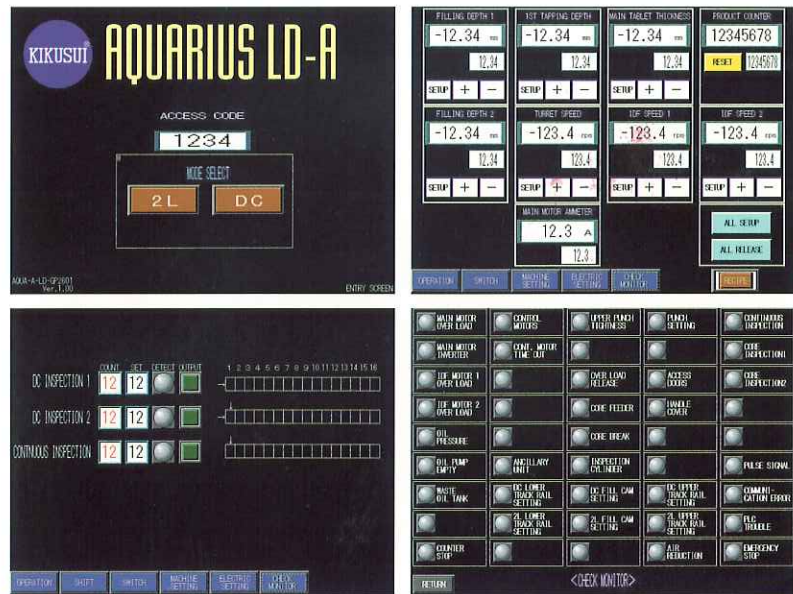 KIKUSUI
AQUARIUS LD-A
ACCESS CODE
1234
MODE SELECT
2L DC
AQUA-A-LD-GP2601
Ver.1.00
ENTRY SCREEN
FILLING DEPTH 1 1ST TAPPING DEPTH MAIN TABLET THICKNESS PRODUCT COUNTER
-12.34 mm -12.34 mm -12.34 mm 12345678
12.34 12.34 12.34 RESET 12345678
SETUP + - SETUP + - SETUP + -
FILLING DEPTH 2 TURRET SPEED IDF SPEED 1 IDF SPEED 2
-12.34 mm -123.4 rpm -123.4 rpm -123.4 rpm
12.34 123.4 123.4 123.4
SETUP + - SETUP + - SETUP + - SETUP + -
MAIN MOTOR AMMETER
12.3 A
12.3
ALL SETUP
ALL RELEASE
OPERATION SWITCH MACHINE SETTING ELECTRIC SETTING CHECK MONITOR RECIPE
COUNT SET DETECT OUTPUT 1 2 3 4 5 6 7 8 9 10 11 12 13 14 15 16
DC INSPECTION 1 12 12
DC INSPECTION 2 12 12
CONTINUOUS INSPECTION 12 12
OPERATION SHIFT SWITCH MACHINE SETTING ELECTRIC SETTING CHECK MONITOR
MAIN MOTOR OVER LOAD CONTROL MOTORS UPPER PUNCH TIGHTNESS PUNCH SETTING CONTINUOUS INSPECTION
MAIN MOTOR INVERTER CONT. MOTOR TIME OUT CORE INSPECTION1
IDF MOTOR 1 OVER LOAD OVER LOAD RELEASE ACCESS DOORS CORE INSPECTION2
IDF MOTOR 2 OVER LOAD CORE FEEDER HANDLE COVER
OIL PRESSURE CORE BREAK
OIL PUMP EMPTY ANCILLARY UNIT INSPECTION CYLINDER PULSE SIGNAL
WASTE OIL TANK DC LOWER TRACK RAIL SETTING DC FILL CAM SETTING DC UPPER TRACK RAIL SETTING COMMUNI-CATION ERROR
2L LOWER TRACK RAIL SETTING 2L FILL CAM SETTING 2L UPPER TRACK RAIL SETTING PLC TROUBLE
COUNTER STOP AIR REDUCTION EMERGENCY STOP
RETURN <CHECK MONITOR>